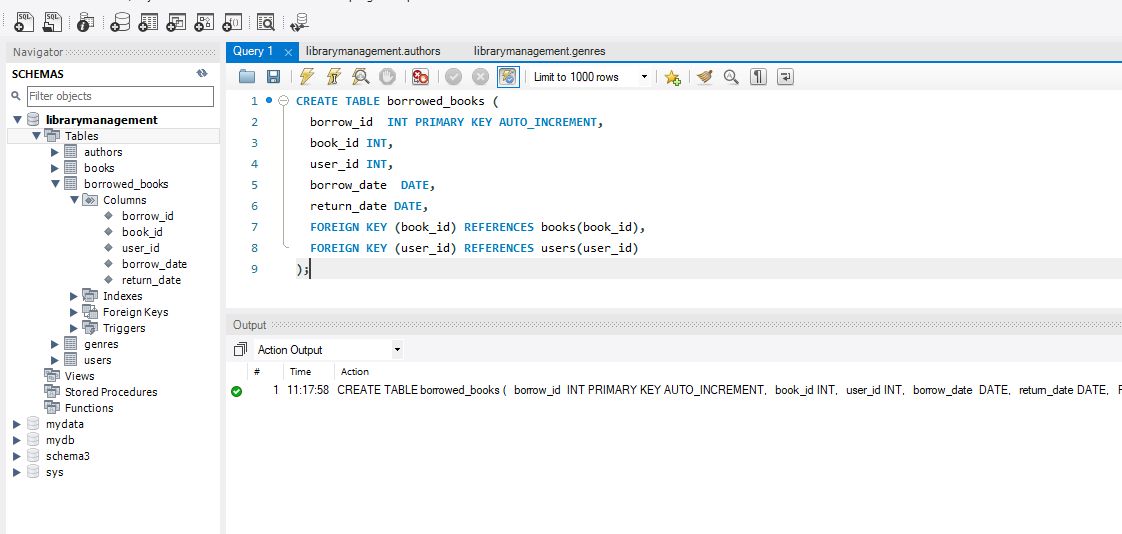 SQL
SQL
Navigator
SCHEMAS
Filter objects
librarymanagement
Tables
authors
books
borrowed_books
Columns
borrow_id
book_id
user_id
borrow_date
return_date
Indexes
Foreign Keys
Triggers
genres
users
Views
Stored Procedures
Functions
mydata
mydb
schema3
sys
Query 1 librarymanagement.authors librarymanagement.genres
Limit to 1000 rows
1 CREATE TABLE borrowed_books (
2 borrow_id  INT PRIMARY KEY AUTO_INCREMENT,
3 book_id INT,
4 user_id INT,
5 borrow_date  DATE,
6 return_date DATE,
7 FOREIGN KEY (book_id) REFERENCES books(book_id),
8 FOREIGN KEY (user_id) REFERENCES users(user_id)
9 );
Output
Action Output
# Time Action
1 11:17:58 CREATE TABLE borrowed_books ( borrow_id INT PRIMARY KEY AUTO_INCREMENT, book_id INT, user_id INT, borrow_date DATE, return_date DATE,